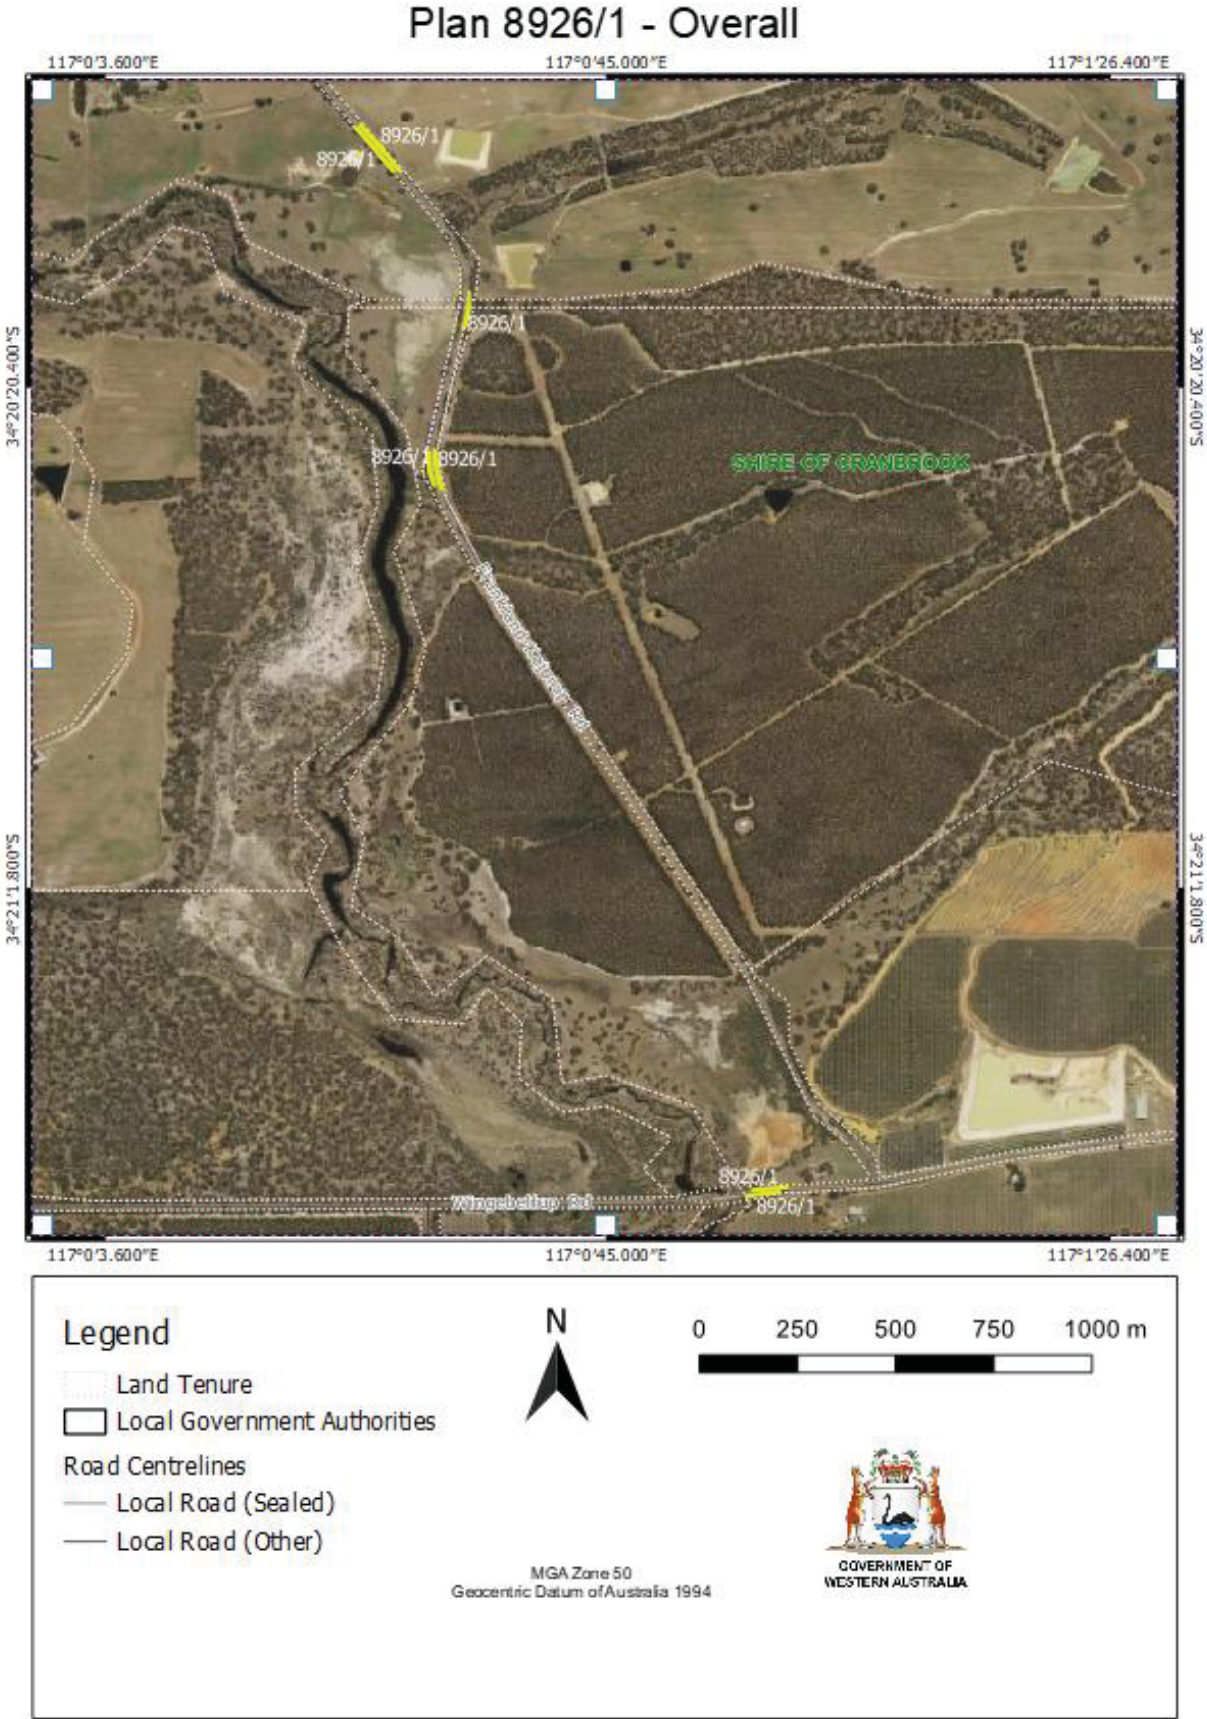 Plan 8926/1 - Overall
117°0'3.600"E
117°0'45.000"E
117°1'26.400"E
8926/1
8926/1
8926/1
34°20'20.400"S
34°20'20.400"S
8926/1
8926/1
SHIRE OF CRANBROOK
Rd
34°21'1.800"S
34°21'1.800"S
8926/1
Wingebellup Rd
8926/1
117°0'3.600"E
117°0'45.000"E
117°1'26.400"E
Legend
Land Tenure
Local Government Authorities
Road Centrelines
Local Road (Sealed)
Local Road (Other)
N
0 250 500 750 1000 m
MGA Zone 50
Geocentric Datum of Australia 1994
GOVERNMENT OF
WESTERN AUSTRALIA